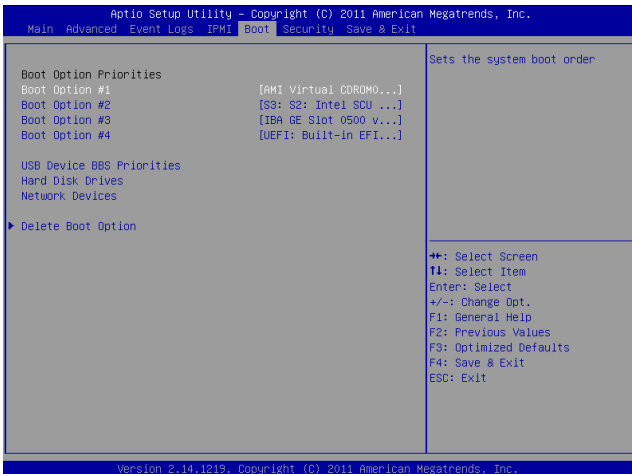 Aptio Setup Utility – Copyright (C) 2011 American Megatrends, Inc.
Main Advanced Event Logs IPMI Boot Security Save & Exit
Boot Option Priorities
Boot Option #1 [AMI Virtual CDROM0...]
Boot Option #2 [S3: S2: Intel SCU ...]
Boot Option #3 [IBA GE Slot 0500 v...]
Boot Option #4 [UEFI: Built-in EFI...]
USB Device BBS Priorities
Hard Disk Drives
Network Devices
Delete Boot Option
Sets the system boot order
→←: Select Screen
↑↓: Select Item
Enter: Select
+/-: Change Opt.
F1: General Help
F2: Previous Values
F3: Optimized Defaults
F4: Save & Exit
ESC: Exit
Version 2.14.1219. Copyright (C) 2011 American Megatrends, Inc.